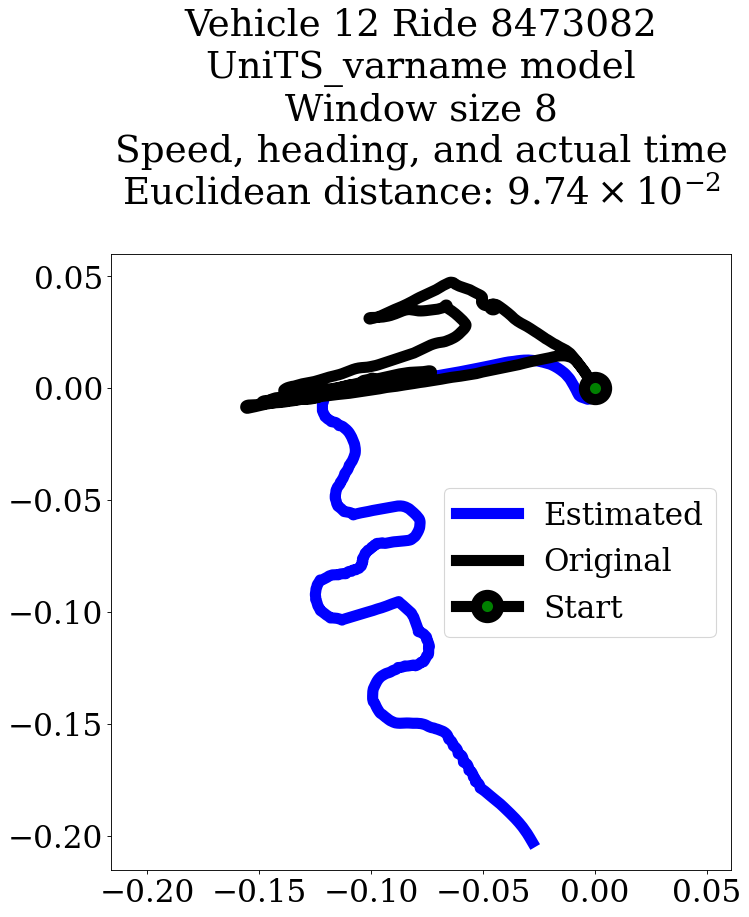 Vehicle 12 Ride 8473082
UniTS_varname model
Window size 8
Speed, heading, and actual time
Euclidean distance: 9.74 × 10⁻²
0.05
0.00
−0.05
−0.10
−0.15
−0.20
Estimated
Original
Start
−0.20 −0.15 −0.10 −0.05 0.00 0.05